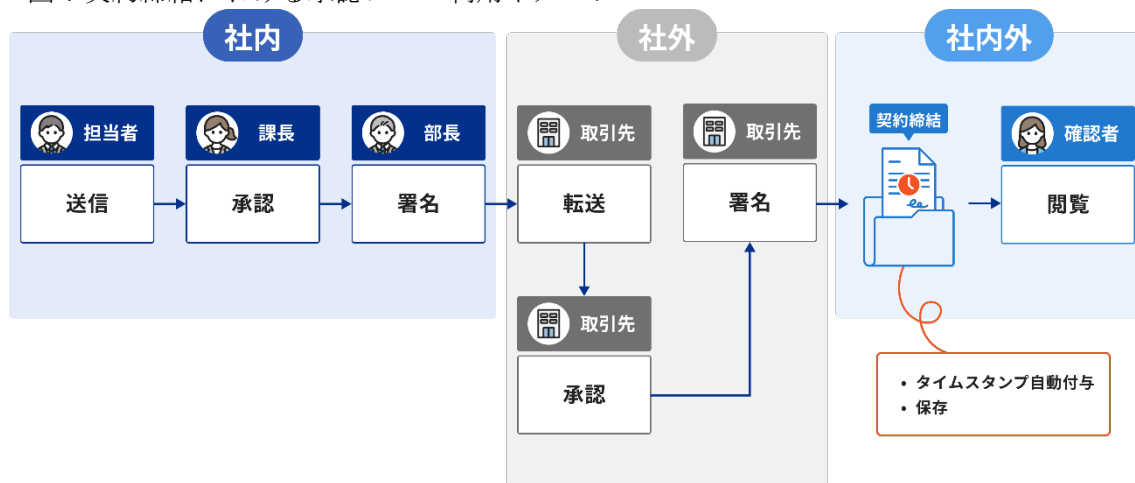 社内
社外
社内外
担当者
送信
課長
承認
部長
署名
取引先
転送
取引先
承認
取引先
署名
契約締結
確認者
閲覧
• タイムスタンプ自動付与
• 保存